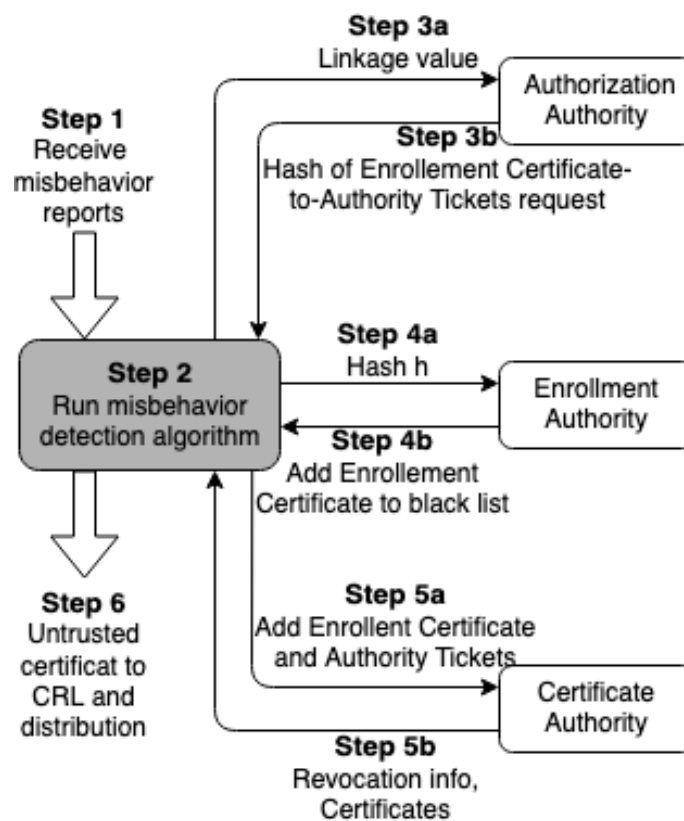 Step 3a
Linkage value
Authorization
Authority
Step 1
Receive
misbehavior
reports
Step 3b
Hash of Enrollement Certificate-
to-Authority Tickets request
Step 2
Run misbehavior
detection algorithm
Step 4a
Hash h
Enrollment
Authority
Step 4b
Add Enrollement
Certificate to black list
Step 6
Untrusted
certificat to
CRL and
distribution
Step 5a
Add Enrollent Certificate
and Authority Tickets
Certificate
Authority
Step 5b
Revocation info,
Certificates